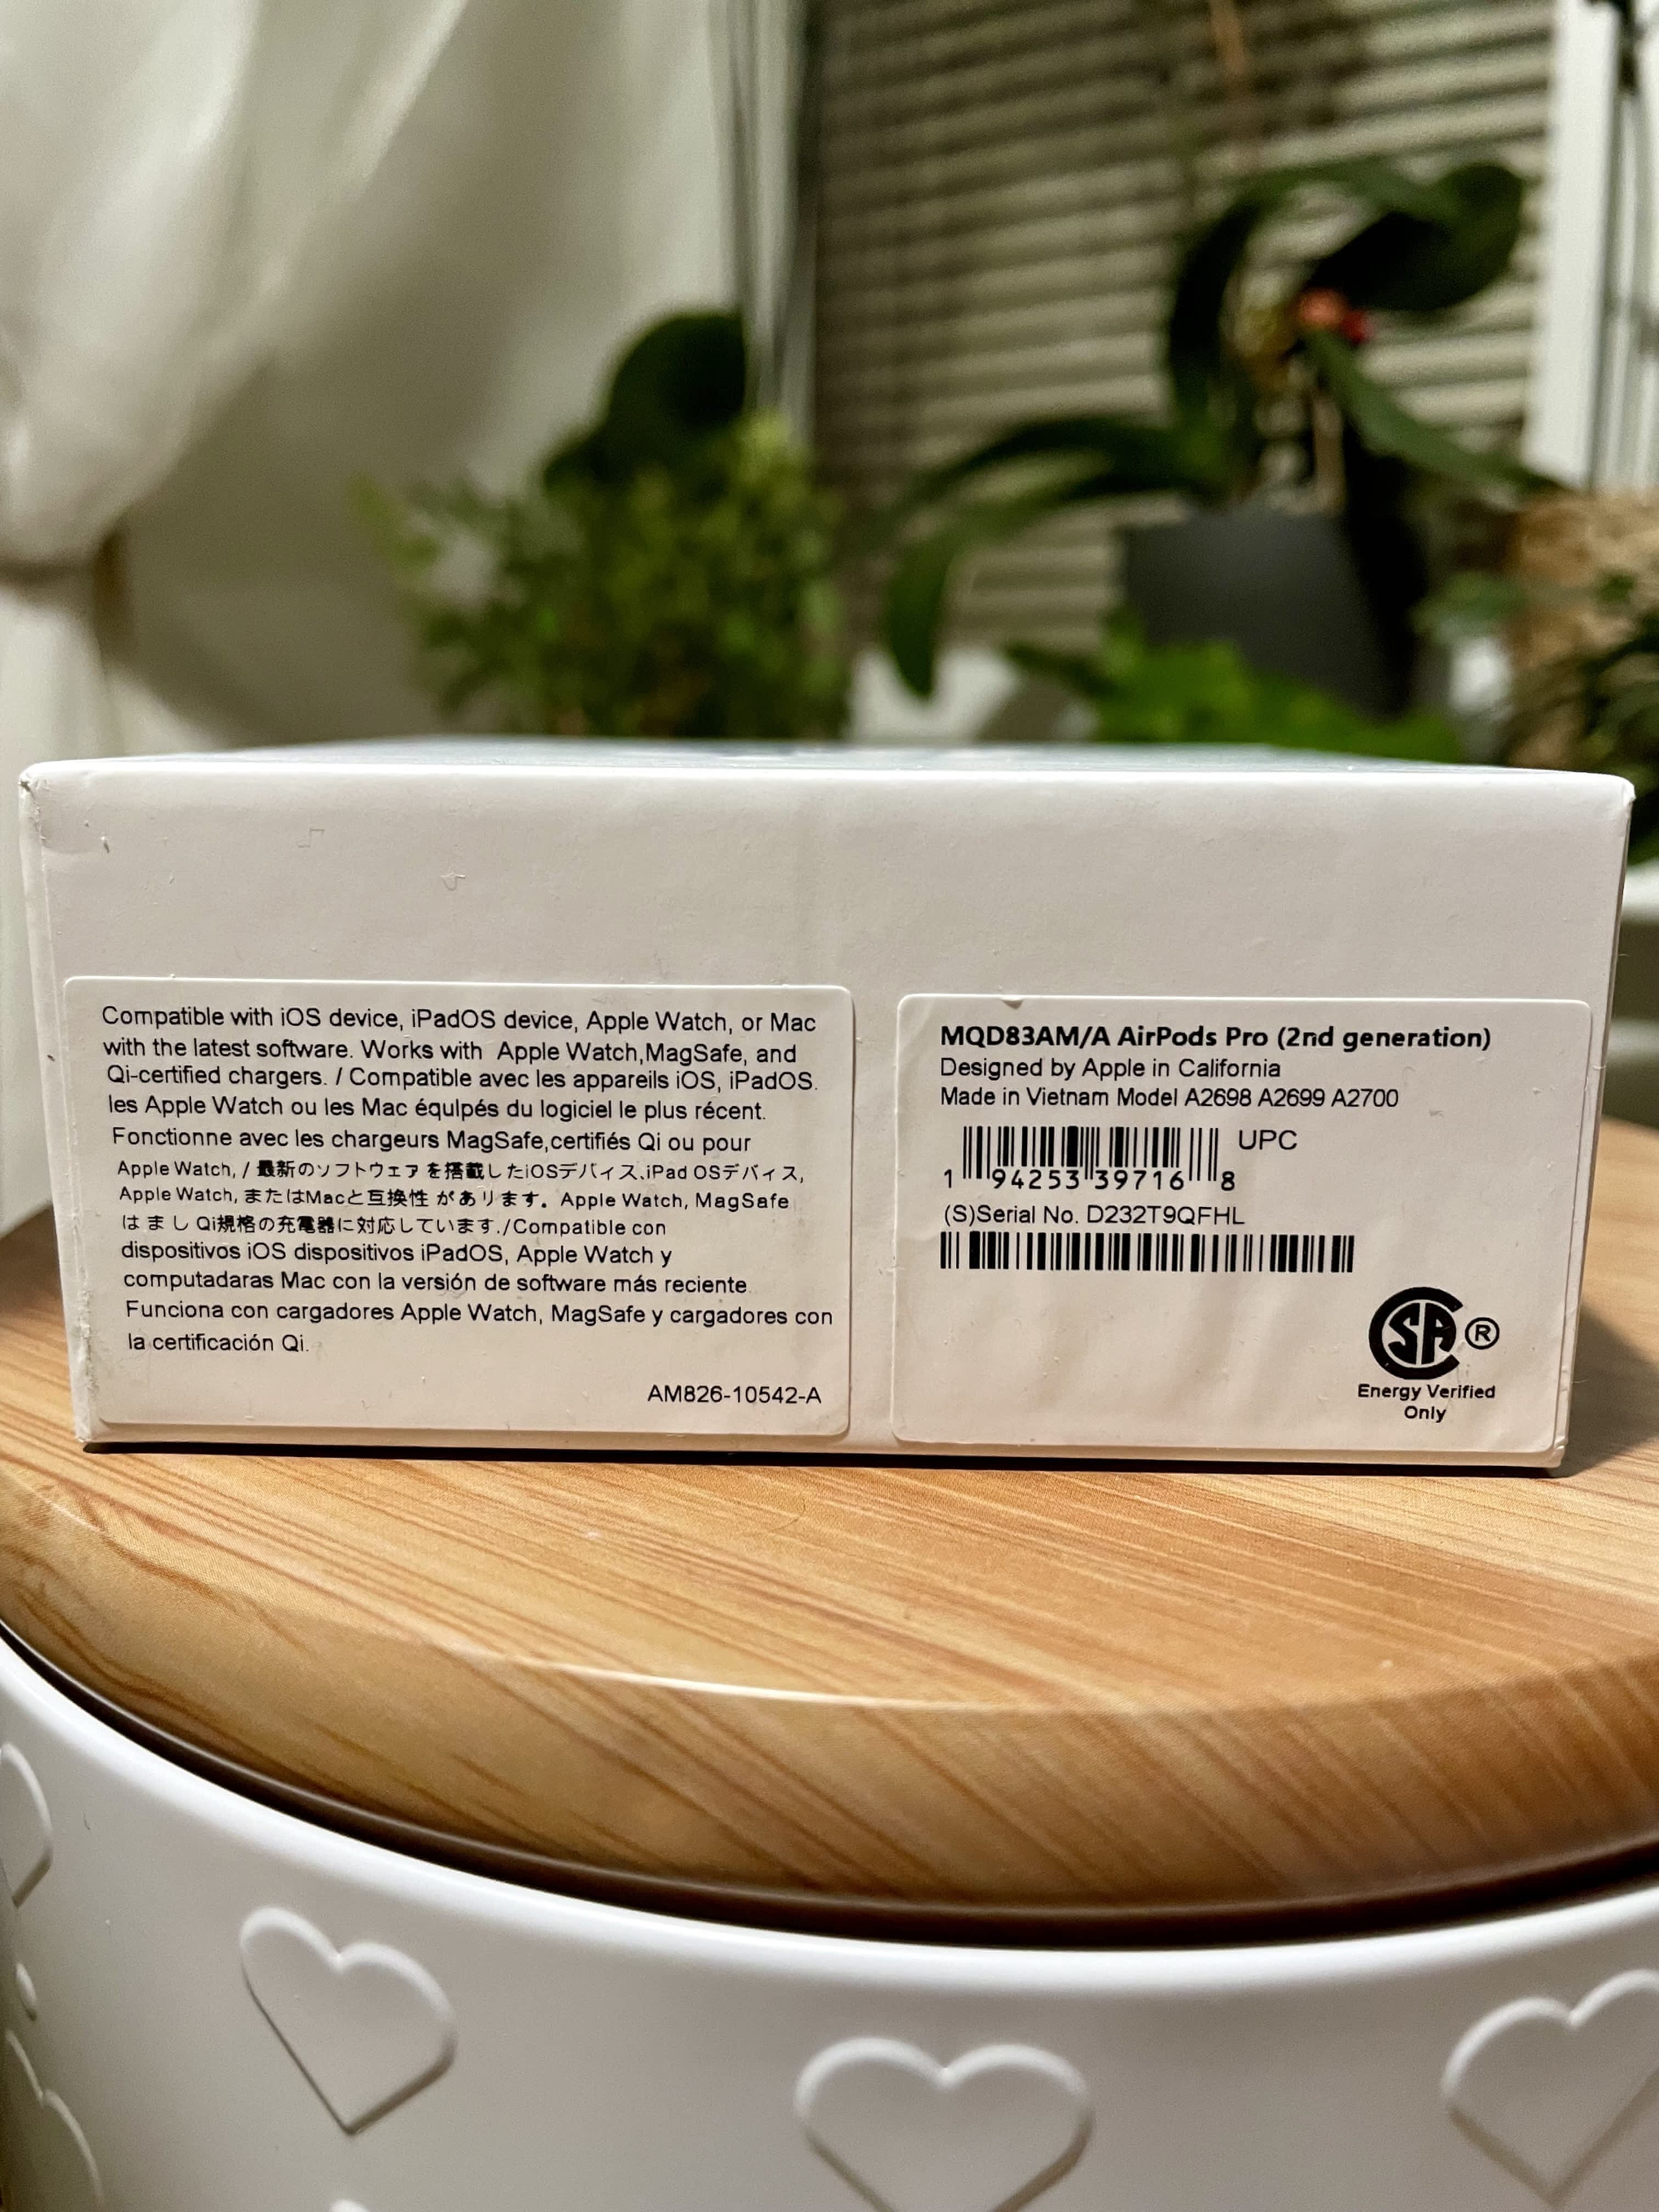 Compatible with iOS device, iPadOS device, Apple Watch, or Mac
with the latest software. Works with Apple Watch,MagSafe, and
Qi-certified chargers. / Compatible avec les appareils iOS, iPadOS.
les Apple Watch ou les Mac équlpés du logiciel le plus récent.
Fonctionne avec les chargeurs MagSafe,certifiés Qi ou pour
Apple Watch, / 最新のソフトウェァを搭載したiOSデバイス、iPad OSデバイス,
Apple Watch, またはMacと互換性 があリます。Apple Watch, MagSafe
は ま し Qi規格の充電器に対応しています./Compatible con
dispositivos iOS dispositivos iPadOS, Apple Watch y
computadaras Mac con la versión de software más reciente.
Funciona con cargadores Apple Watch, MagSafe y cargadores con
la certificación Qi.
AM826-10542-A
MQD83AM/A AirPods Pro (2nd generation)
Designed by Apple in California
Made in Vietnam Model A2698 A2699 A2700
UPC
1 94253 39716 8
(S)Serial No. D232T9QFHL
SA ®
Energy Verified
Only